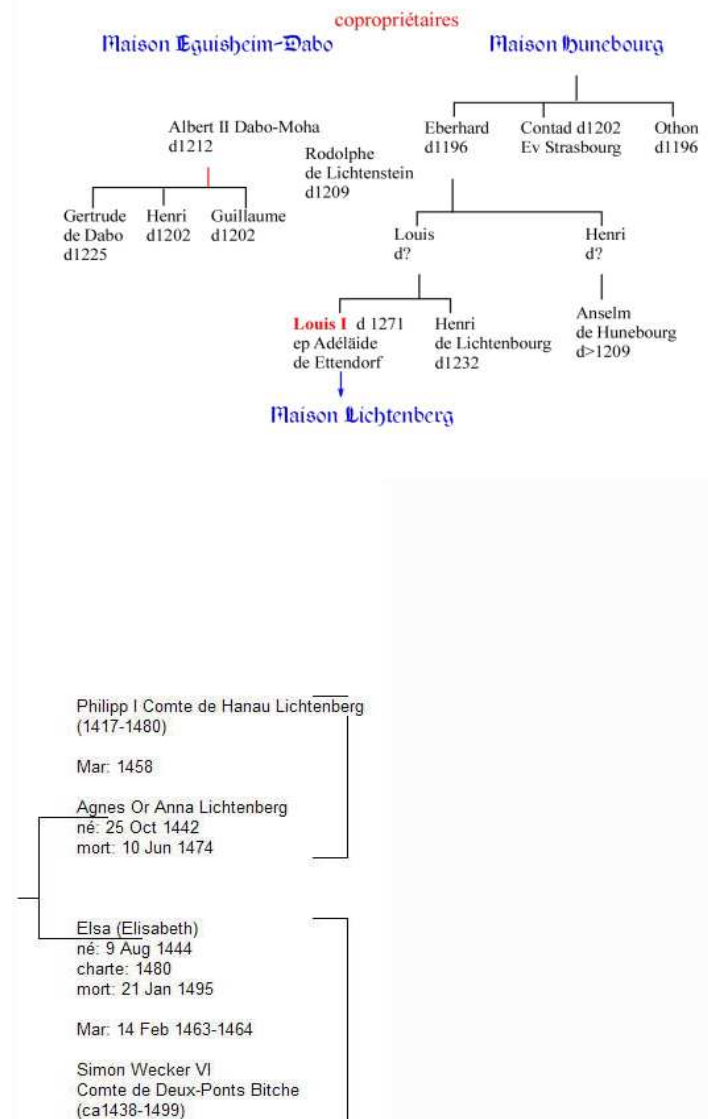 copropriétaires
Maison Eguisheim-Dabo
Maison Hunebourg
Albert II Dabo-Moha
d1212
Rodolphe
de Lichtenstein
d1209
Eberhard
d1196
Contad d1202
Ev Strasbourg
Othon
d1196
Gertrude
de Dabo
d1225
Henri
d1202
Guillaume
d1202
Louis
d?
Henri
d?
Louis I d 1271
ep Adélaïde
de Ettendorf
Henri
de Lichtenbourg
d1232
Anselm
de Hunebourg
d>1209
Maison Lichtenberg
Philipp I Comte de Hanau Lichtenberg
(1417-1480)
Mar: 1458
Agnes Or Anna Lichtenberg
né: 25 Oct 1442
mort: 10 Jun 1474
Elsa (Elisabeth)
né: 9 Aug 1444
charte: 1480
mort: 21 Jan 1495
Mar: 14 Feb 1463-1464
Simon Wecker VI
Comte de Deux-Ponts Bitche
(ca1438-1499)